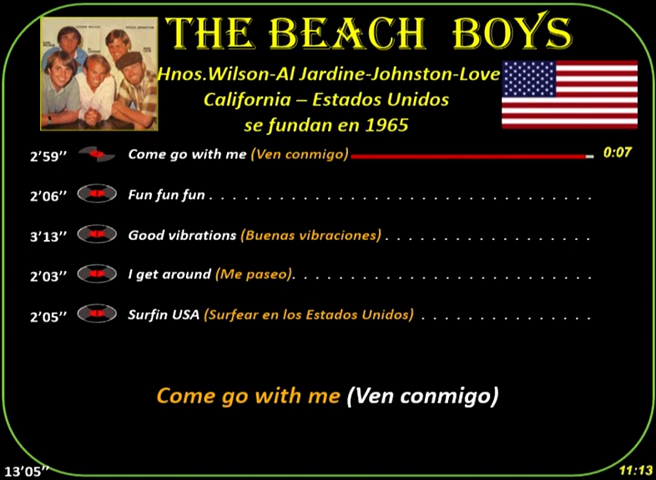 THE BEACH BOYS
Hnos.Wilson-Al Jardine-Johnston-Love
California – Estados Unidos
se fundan en 1965
2’59’’ Come go with me (Ven conmigo) 0:07
2’06’’ Fun fun fun . . . . . . . . . . . . . . . . . . . . . . . . . . . . . . . . .
3’13’’ Good vibrations (Buenas vibraciones) . . . . . . . . . . . . . . . . . .
2’03’’ I get around (Me paseo). . . . . . . . . . . . . . . . . . . . . . . . . .
2’05’’ Surfin USA (Surfear en los Estados Unidos) . . . . . . . . . . . . . . .
Come go with me (Ven conmigo)
13’05’’ 11:13